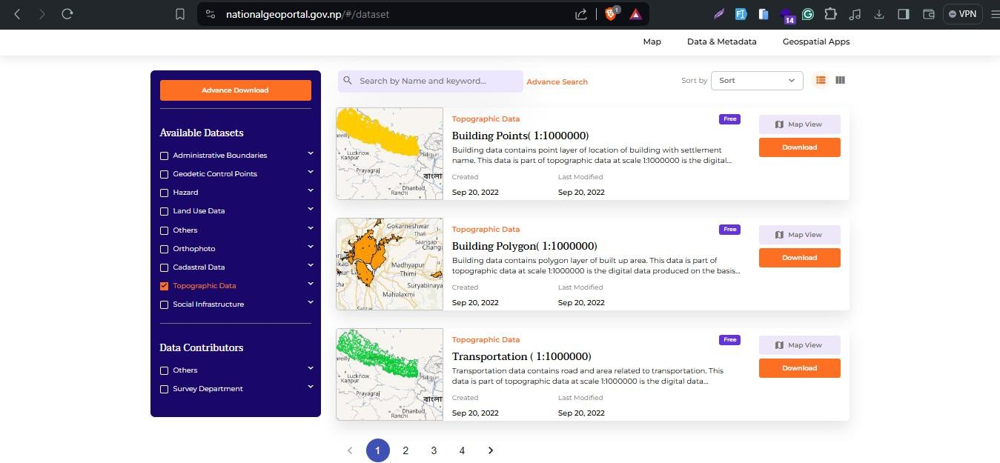 nationalgeoportal.gov.np/#/dataset
1
14
VPN
Map
Data & Metadata
Geospatial Apps
Advance Download
Available Datasets
Administrative Boundaries
Geodetic Control Points
Hazard
Land Use Data
Others
Orthophoto
Cadastral Data
Topographic Data
Social Infrastructure
Data Contributors
Others
Survey Department
Search by Name and keyword...
Advance Search
Sort by
Sort
areilly
Lucknow
Kanpur
Prayagraj
Siligur
Dhanbad
Ranchi
Topographic Data
Free
Building Points( 1:1000000)
Building data contains point layer of location of building with settlement
name. This data is part of topographic data at scale 1:1000000 is the digital...
Created
Last Modified
Sep 20, 2022
Sep 20, 2022
Map View
Download
Gokarneshwar
Thali
Saangap
Madhyapur
Thimi
Suryabinaya
Mahalaxmi
Topographic Data
Free
Building Polygon( 1:1000000)
Building data contains polygon layer of built up area. This data is part of
topographic data at scale 1:1000000 is the digital data produced on the basis...
Created
Last Modified
Sep 20, 2022
Sep 20, 2022
Map View
Download
areilly
Lucknow
Kanpur
Prayagraj
Siligur
Dhanbad
Ranchi
Topographic Data
Free
Transportation ( 1:1000000)
Transportation data contains road and area related to transportation. This
data is part of topographic data at scale 1:1000000 is the digital data...
Created
Last Modified
Sep 20, 2022
Sep 20, 2022
Map View
Download
1
2
3
4